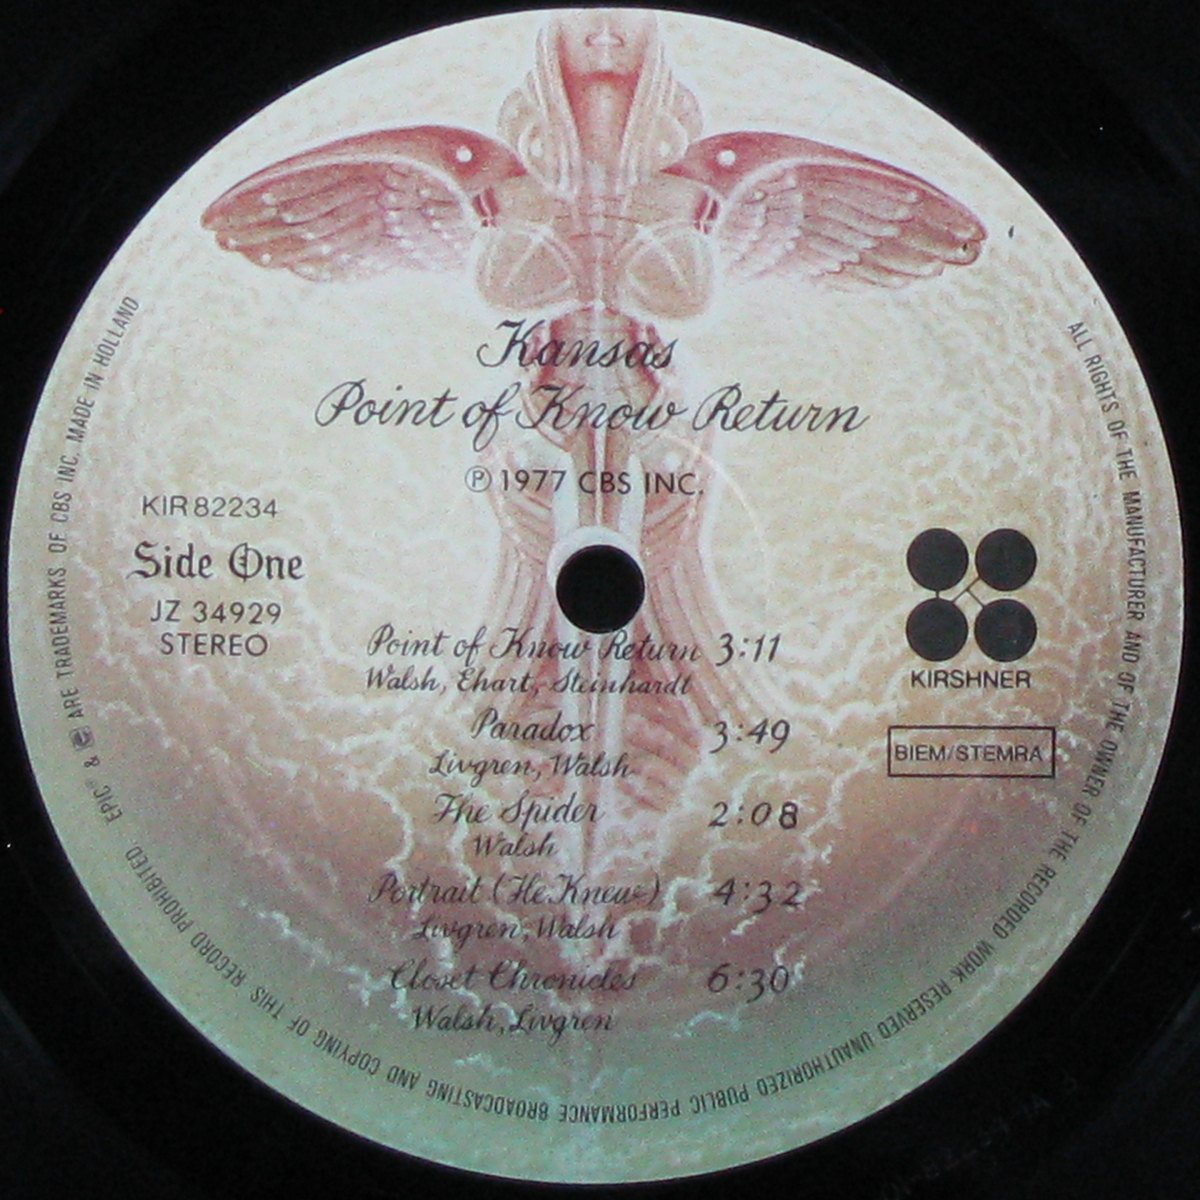 Kansas
Point of Know Return
Ⓟ 1977 CBS INC.
KIR 82234
Side One
JZ 34929
STEREO
KIRSHNER
BIEM/STEMRA
Point of Know Return 3:11
Walsh, Ehart, Steinhardt
Paradox 3:49
Livgren, Walsh
The Spider 2:08
Walsh
Portrait (He Knew) 4:32
Livgren, Walsh
Closet Chronicles 6:30
Walsh, Livgren
ALL RIGHTS OF THE MANUFACTURER AND OF THE OWNER OF THE RECORDED WORK RESERVED UNAUTHORIZED PUBLIC PERFORMANCE BROADCASTING AND COPYING OF THIS RECORD PROHIBITED. EPIC" & ARE TRADEMARKS OF CBS INC. MADE IN HOLLAND